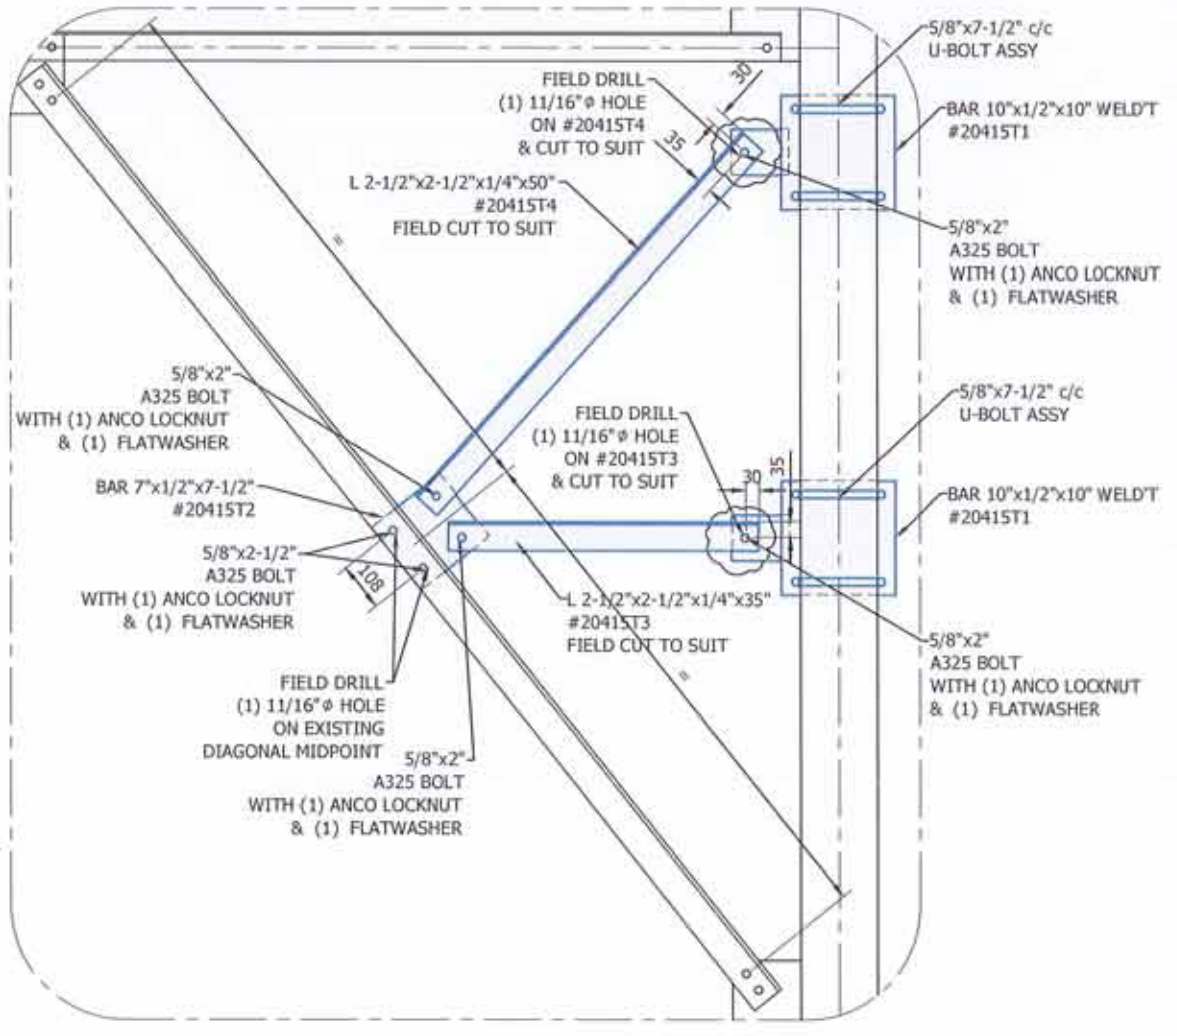 5/8"x7-1/2" c/c
U-BOLT ASSY
FIELD DRILL
(1) 11/16"ø HOLE
ON #20415T4
& CUT TO SUIT
30
35
BAR 10"x1/2"x10" WELD'T
#20415T1
L 2-1/2"x2-1/2"x1/4"x50"
#20415T4
FIELD CUT TO SUIT
5/8"x2"
A325 BOLT
WITH (1) ANCO LOCKNUT
& (1) FLATWASHER
=
5/8"x2"
A325 BOLT
WITH (1) ANCO LOCKNUT
& (1) FLATWASHER
5/8"x7-1/2" c/c
U-BOLT ASSY
FIELD DRILL
(1) 11/16"ø HOLE
ON #20415T3
& CUT TO SUIT
30
35
BAR 7"x1/2"x7-1/2"
#20415T2
BAR 10"x1/2"x10" WELD'T
#20415T1
5/8"x2-1/2"
A325 BOLT
WITH (1) ANCO LOCKNUT
& (1) FLATWASHER
108
L 2-1/2"x2-1/2"x1/4"x35"
#20415T3
FIELD CUT TO SUIT
5/8"x2"
A325 BOLT
WITH (1) ANCO LOCKNUT
& (1) FLATWASHER
=
FIELD DRILL
(1) 11/16"ø HOLE
ON EXISTING
DIAGONAL MIDPOINT
5/8"x2"
A325 BOLT
WITH (1) ANCO LOCKNUT
& (1) FLATWASHER